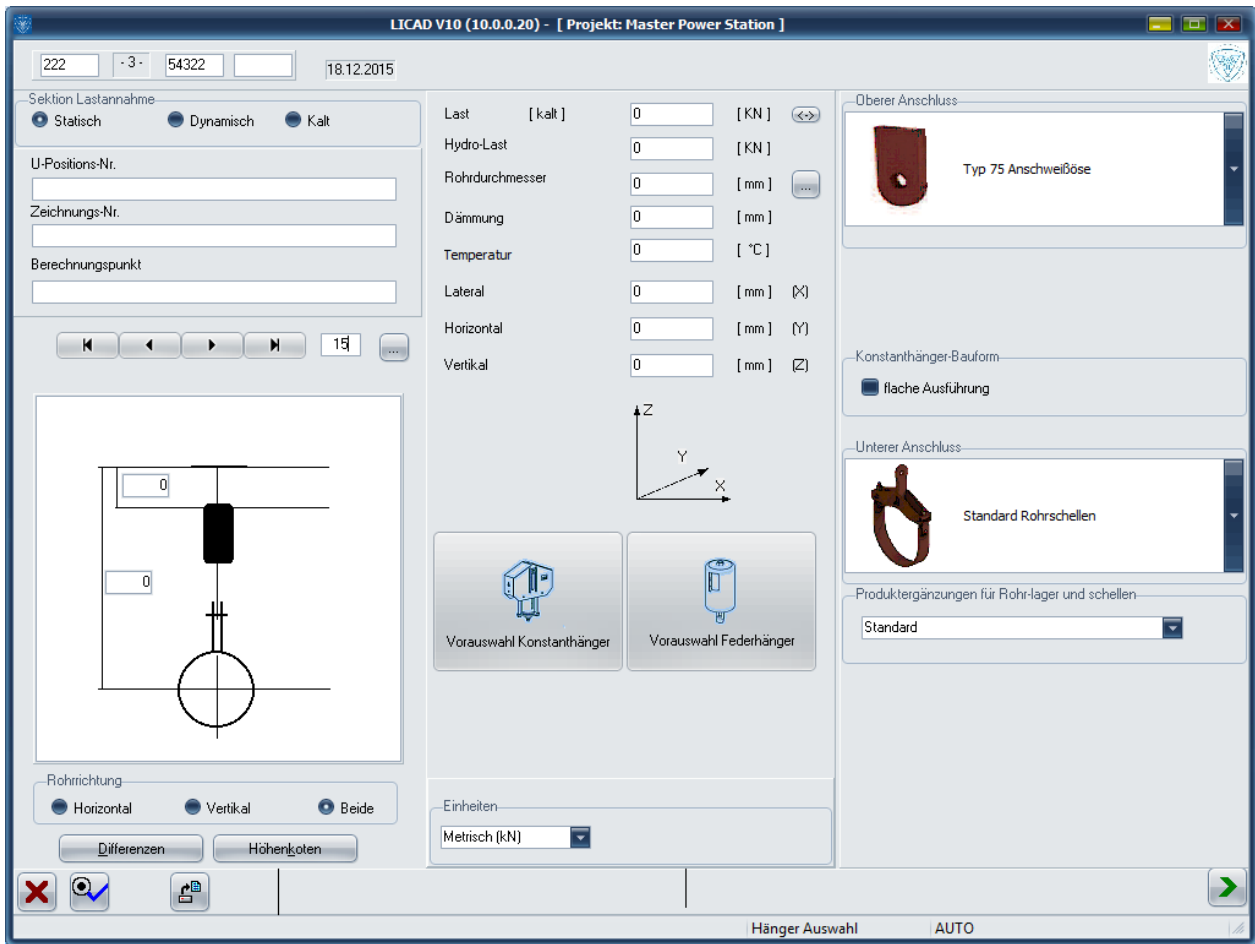 LICAD V10 (10.0.0.20) - [ Projekt: Master Power Station ]
222 - 3 - 54322 18.12.2015
Sektion Lastannahme
Statisch Dynamisch Kalt
U-Positions-Nr.
Zeichnungs-Nr.
Berechnungspunkt
15 ...
0
0
Rohrrichtung
Horizontal Vertikal Beide
Differenzen Höhenkoten
Last [ kalt ] 0 [ KN ] <->
Hydro-Last 0 [ KN ]
Rohrdurchmesser 0 [ mm ] ...
Dämmung 0 [ mm ]
Temperatur 0 [ °C ]
Lateral 0 [ mm ] (X)
Horizontal 0 [ mm ] (Y)
Vertikal 0 [ mm ] (Z)
Z
Y
X
Vorauswahl Konstanthänger Vorauswahl Federhänger
Einheiten
Metrisch (kN)
Oberer Anschluss
Typ 75 Anschweißöse
Konstanthänger-Bauform
flache Ausführung
Unterer Anschluss
Standard Rohrschellen
Produktergänzungen für Rohr-lager und schellen
Standard
Hänger Auswahl AUTO